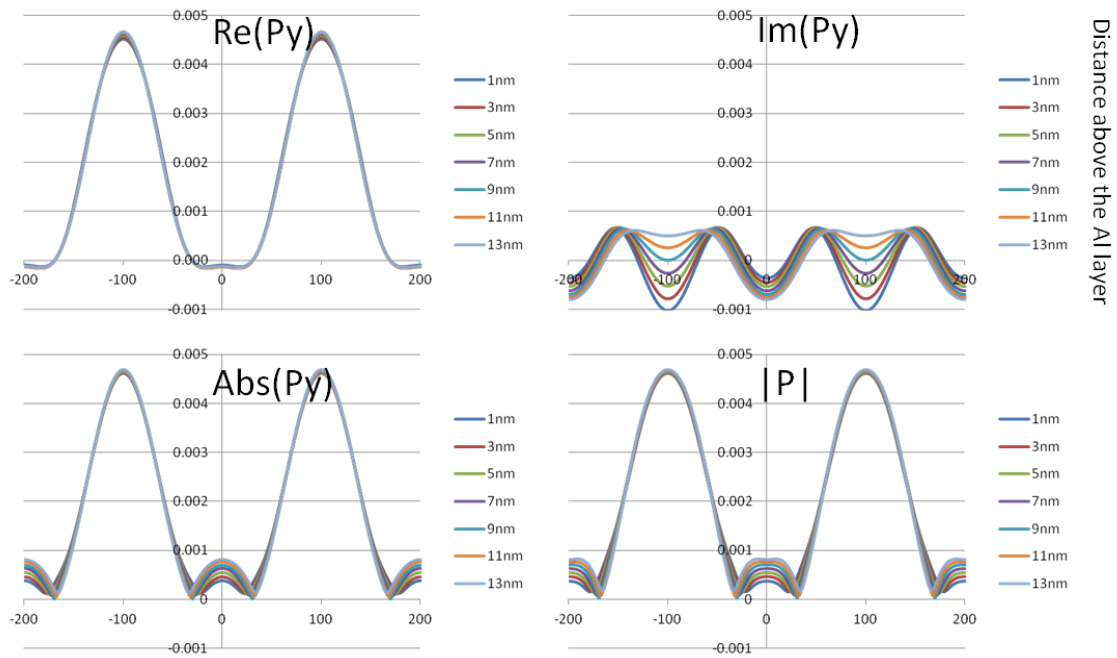 Re(Py)
0.005
0.004
0.003
0.002
0.001
0.000
-0.001
-200
-100
0
100
200
1nm
3nm
5nm
7nm
9nm
11nm
13nm
Im(Py)
0.005
0.004
0.003
0.002
0.001
0
-0.001
-200
-100
0
100
200
1nm
3nm
5nm
7nm
9nm
11nm
13nm
Distance above the Al layer
Abs(Py)
0.005
0.004
0.003
0.002
0.001
0
-0.001
-200
-100
0
100
200
1nm
3nm
5nm
7nm
9nm
11nm
13nm
|P|
0.005
0.004
0.003
0.002
0.001
0
-0.001
-200
-100
0
100
200
1nm
3nm
5nm
7nm
9nm
11nm
13nm